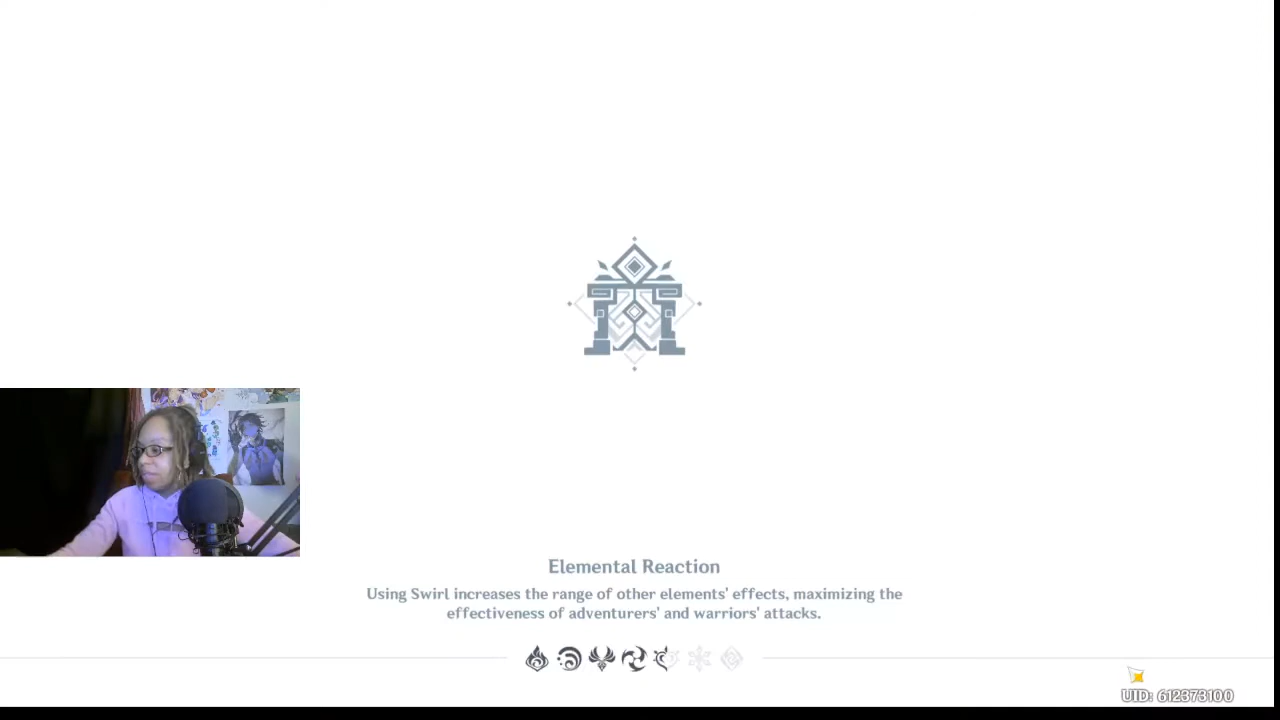 Elemental Reaction
Using Swirl increases the range of other elements' effects, maximizing the
effectiveness of adventurers' and warriors' attacks.
UID: 612373100